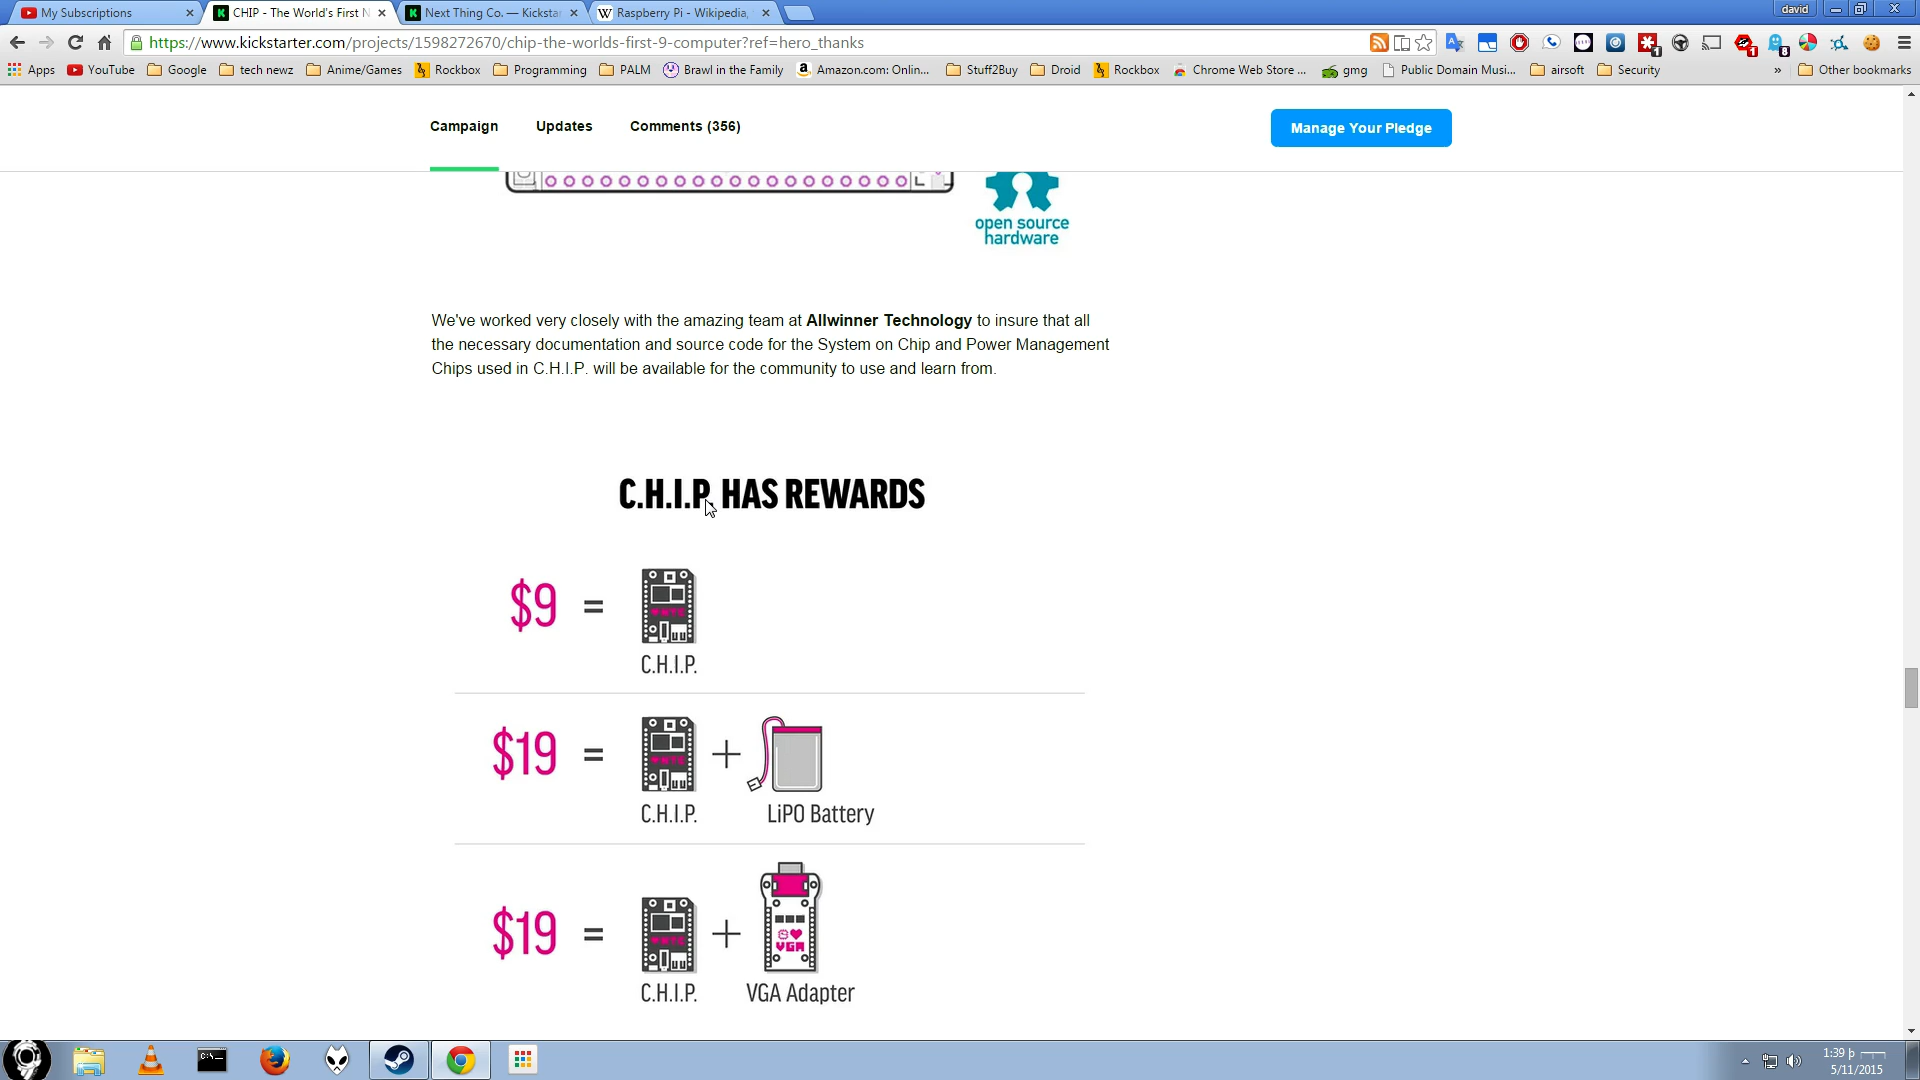 My Subscriptions
CHIP - The World's First N
Next Thing Co. — Kicksta
Raspberry Pi - Wikipedia,
david
https://www.kickstarter.com/projects/1598272670/chip-the-worlds-first-9-computer?ref=hero_thanks
Apps YouTube Google tech newz Anime/Games Rockbox Programming PALM Brawl in the Family Amazon.com: Onlin... Stuff2Buy Droid Rockbox Chrome Web Store ... gmg Public Domain Musi... airsoft Security » Other bookmarks
Campaign Updates Comments (356) Manage Your Pledge
open source
hardware
We've worked very closely with the amazing team at Allwinner Technology to insure that all
the necessary documentation and source code for the System on Chip and Power Management
Chips used in C.H.I.P. will be available for the community to use and learn from.
C.H.I.P. HAS REWARDS
$9 =
C.H.I.P.
$19 = +
C.H.I.P. LiPO Battery
$19 = +
VGA
C.H.I.P. VGA Adapter
1:39 þ
5/11/2015